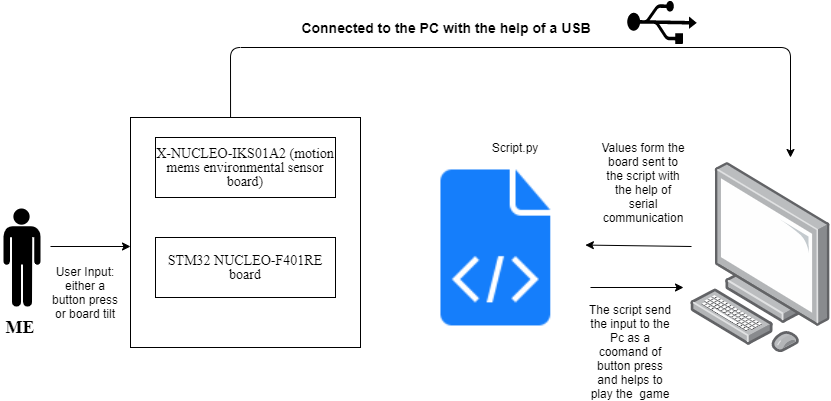 Connected to the PC with the help of a USB
X-NUCLEO-IKS01A2 (motion
mems environmental sensor
board)
STM32 NUCLEO-F401RE
board
User Input:
either a
button press
or board tilt
ME
Script.py
</>
Values form the
board sent to
the script with
the help of
serial
communication
The script send
the input to the
Pc as a
coomand of
button press
and helps to
play the game